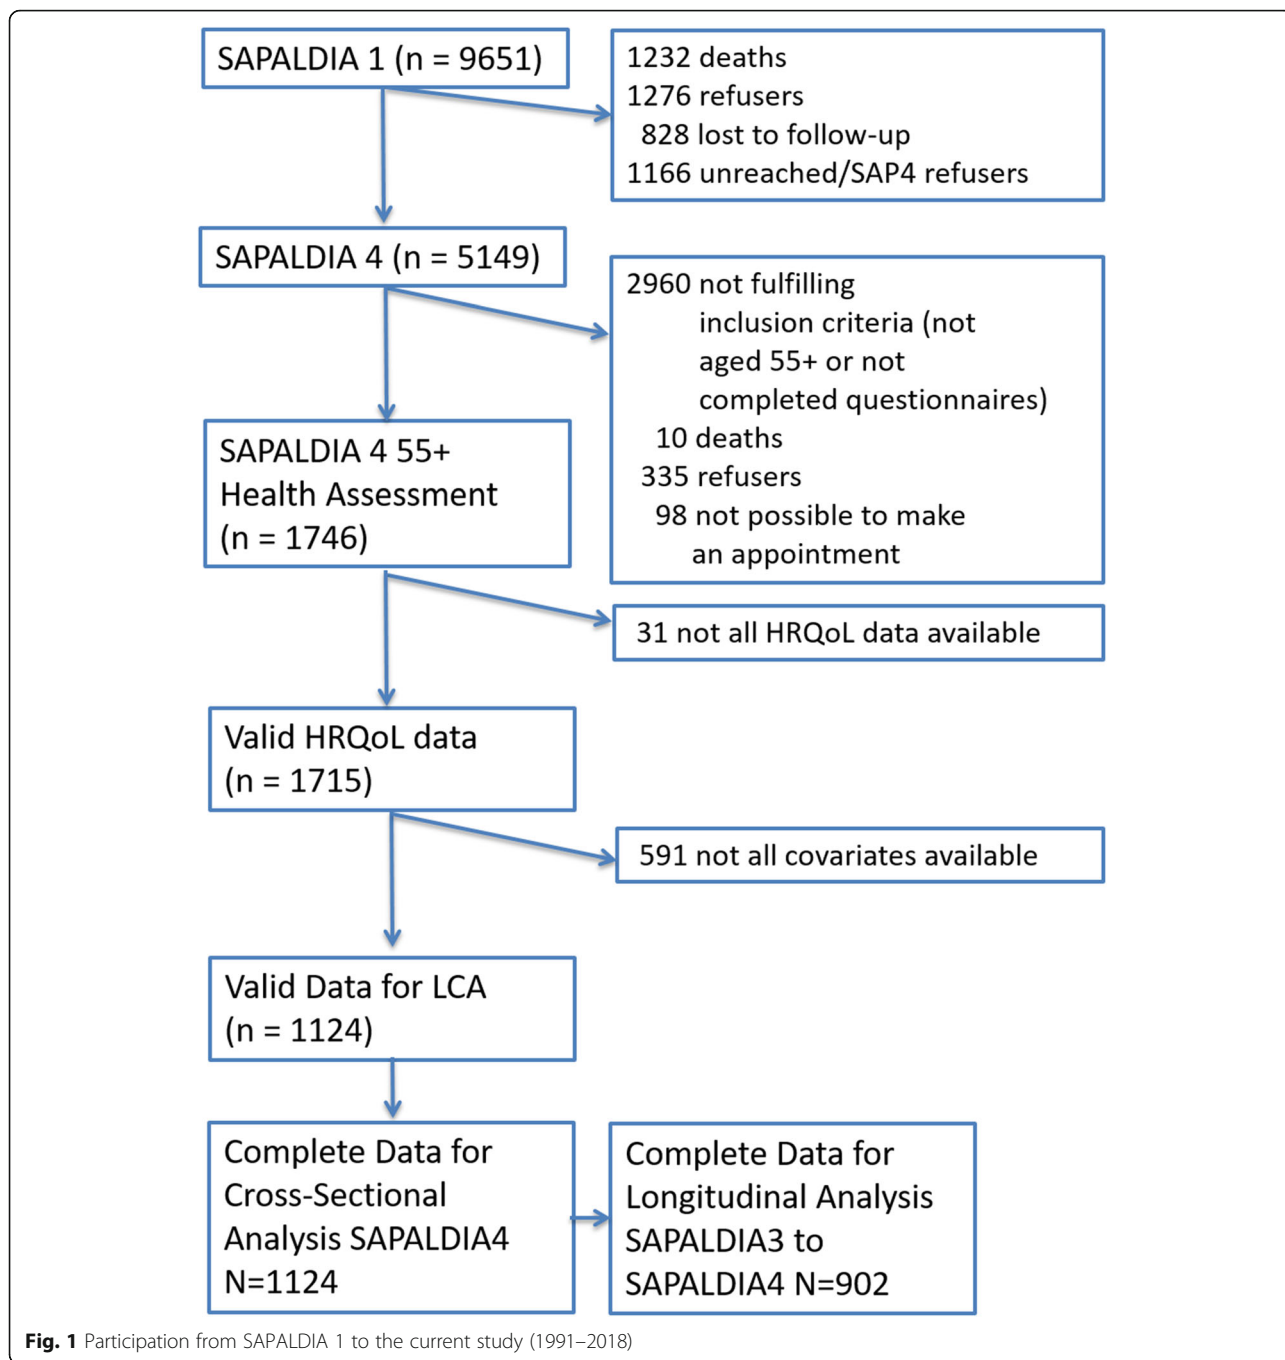 SAPALDIA 1 (n = 9651)
1232 deaths
1276 refusers
828 lost to follow-up
1166 unreached/SAP4 refusers
SAPALDIA 4 (n = 5149)
2960 not fulfilling
inclusion criteria (not
aged 55+ or not
completed questionnaires)
10 deaths
335 refusers
98 not possible to make
an appointment
SAPALDIA 4 55+
Health Assessment
(n = 1746)
31 not all HRQoL data available
Valid HRQoL data
(n = 1715)
591 not all covariates available
Valid Data for LCA
(n = 1124)
Complete Data for
Cross-Sectional
Analysis SAPALDIA4
N=1124
Complete Data for
Longitudinal Analysis
SAPALDIA3 to
SAPALDIA4 N=902
Fig. 1 Participation from SAPALDIA 1 to the current study (1991–2018)